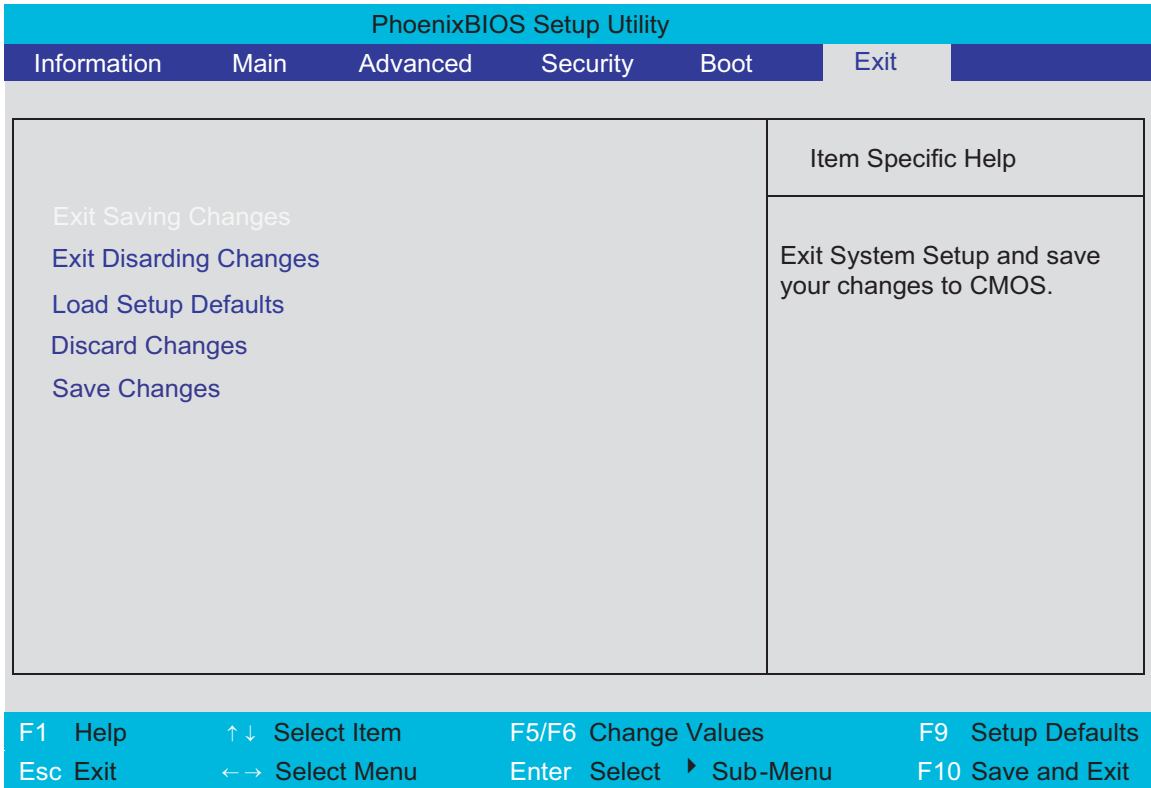 PhoenixBIOS Setup Utility
Information Main Advanced Security Boot Exit
Item Specific Help
Exit Saving Changes
Exit Disarding Changes
Load Setup Defaults
Discard Changes
Save Changes
Exit System Setup and save
your changes to CMOS.
F1 Help ↑↓ Select Item F5/F6 Change Values F9 Setup Defaults
Esc Exit ←→ Select Menu Enter Select ▶ Sub-Menu F10 Save and Exit